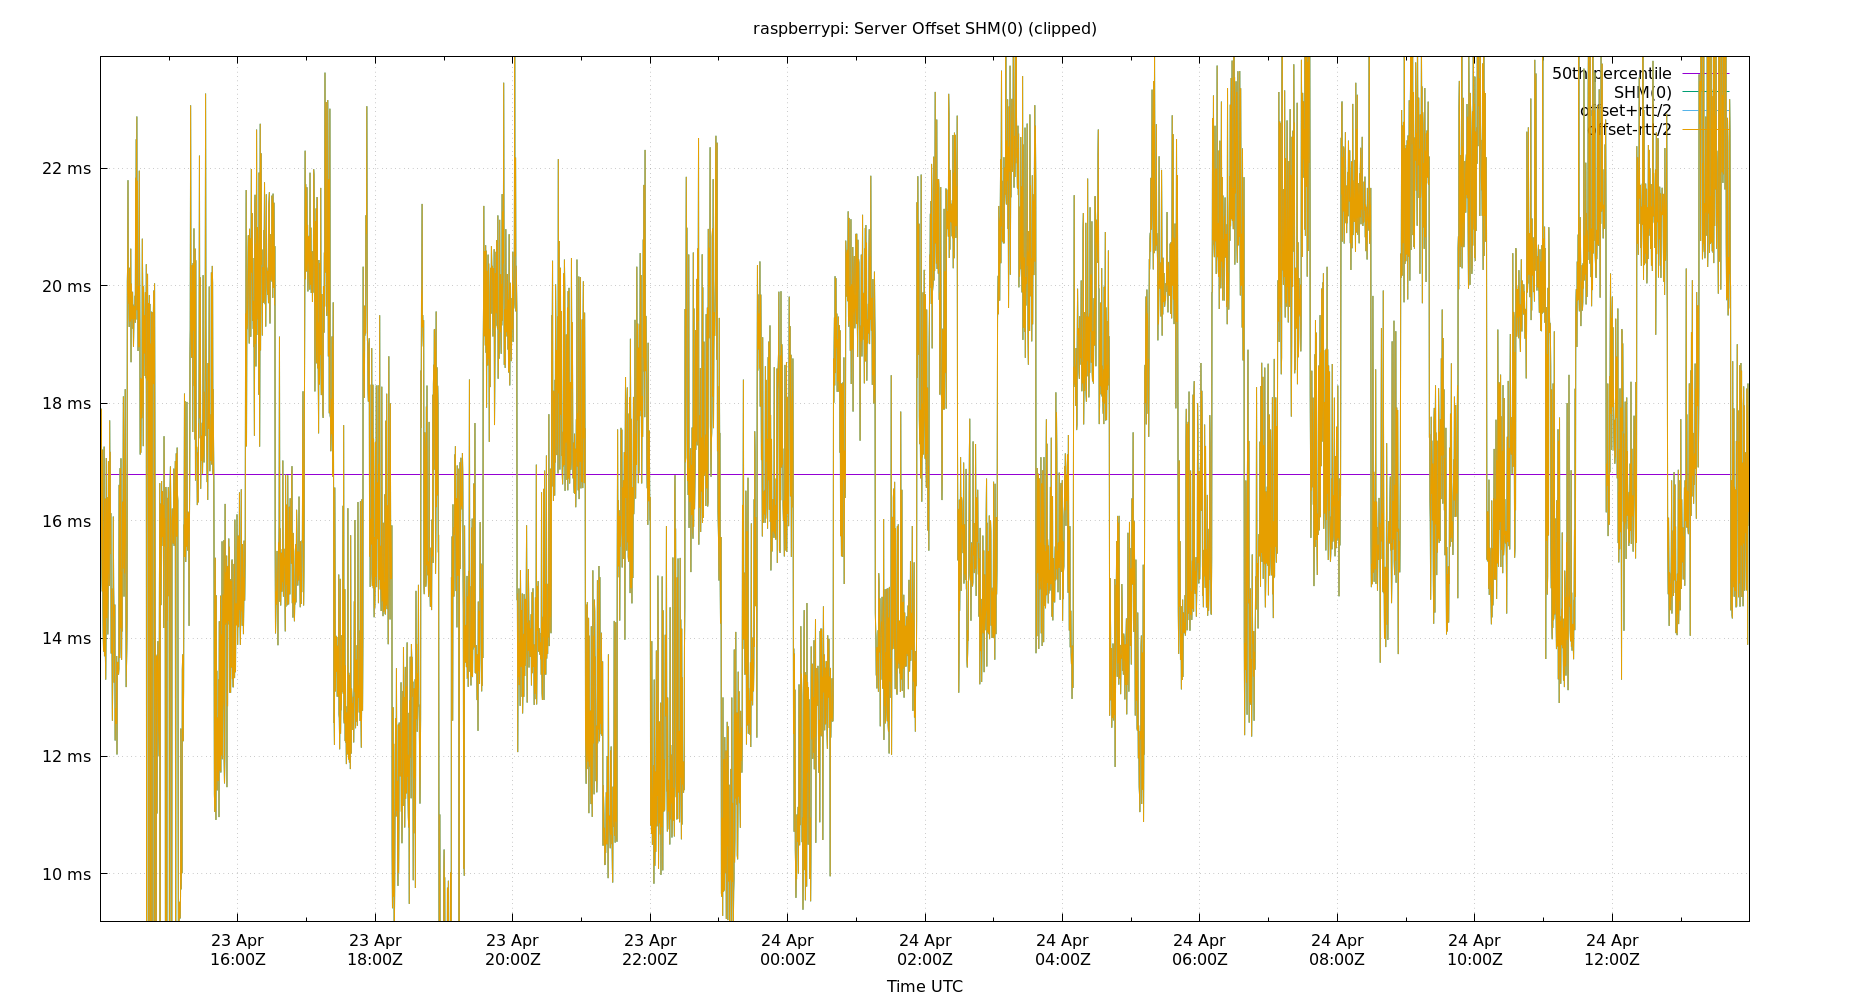 raspberrypi: Server Offset SHM(0) (clipped)
50th percentile
SHM(0)
offset+rtt/2
offset-rtt/2
22 ms
20 ms
18 ms
16 ms
14 ms
12 ms
10 ms
23 Apr 23 Apr 23 Apr 23 Apr 24 Apr 24 Apr 24 Apr 24 Apr 24 Apr 24 Apr 24 Apr
16:00Z 18:00Z 20:00Z 22:00Z 00:00Z 02:00Z 04:00Z 06:00Z 08:00Z 10:00Z 12:00Z
Time UTC